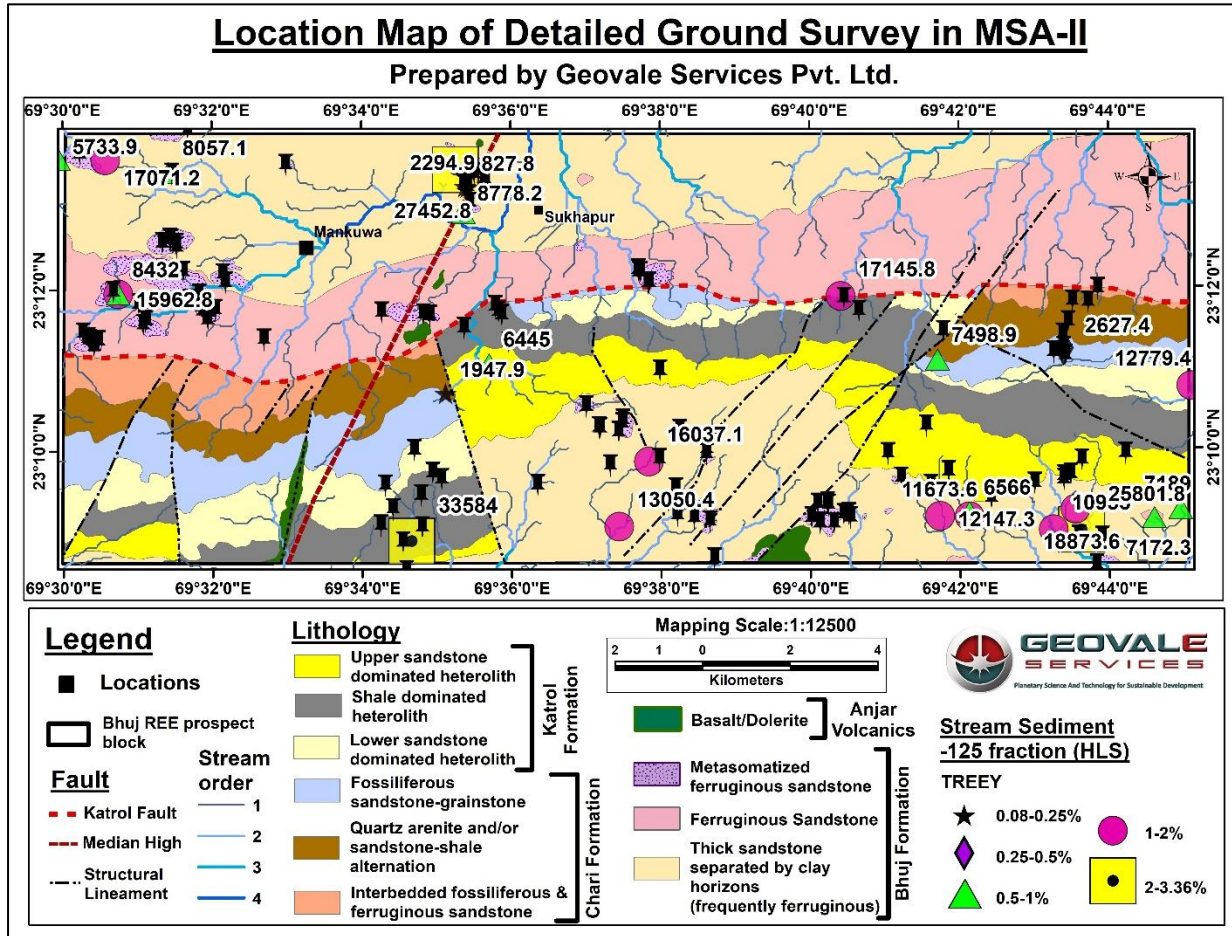 Location Map of Detailed Ground Survey in MSA-II
Prepared by Geovale Services Pvt. Ltd.
69°30'0"E 69°32'0"E 69°34'0"E 69°36'0"E 69°38'0"E 69°40'0"E 69°42'0"E 69°44'0"E
5733.9 8057.1 2294.9 827.8
17071.2 8778.2
N
W E
S
27452.8 Sukhapur
Mankuwa
8432 17145.8
23°12'0"N 23°12'0"N
15962.8 2627.4
6445 7498.9
12779.4
1947.9
23°10'0"N 23°10'0"N
16037.1
7189
33584 13050.4 11673.6 6566 25801.8
12147.3
18873.6 7172.3
69°30'0"E 69°32'0"E 69°34'0"E 69°36'0"E 69°38'0"E 69°40'0"E 69°42'0"E 69°44'0"E
Legend
Locations
Bhuj REE prospect
block
Fault
Katrol Fault
Median High
Structural
Lineament
Stream
order
1
2
3
4
Lithology
Upper sandstone
dominated heterolith
Shale dominated
heterolith
Lower sandstone
dominated heterolith
Katrol
Formation
Fossiliferous
sandstone-grainstone
Quartz arenite and/or
sandstone-shale
alternation
Interbedded fossiliferous &
ferruginous sandstone
Chari Formation
Mapping Scale:1:12500
2 1 0 2 4
Kilometers
Basalt/Dolerite
Anjar
Volcanics
Metasomatized
ferruginous sandstone
Ferruginous Sandstone
Thick sandstone
separated by clay
horizons
(frequently ferruginous)
Bhuj Formation
GEOVALE
SERVICES
Planetary Science And Technology for Sustainable Development
Stream Sediment
-125 fraction (HLS)
TREEY
0.08-0.25%
0.25-0.5%
0.5-1%
1-2%
2-3.36%